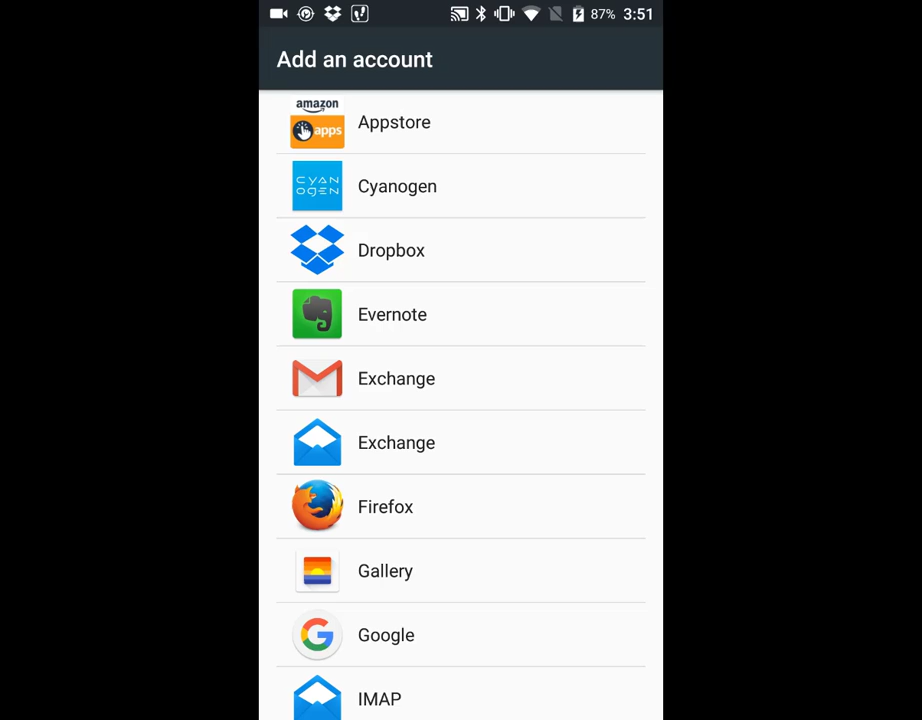 87% 3:51
Add an account
amazon
apps
Appstore
CYAN
OGEN
Cyanogen
Dropbox
Evernote
Exchange
Exchange
Firefox
Gallery
Google
IMAP